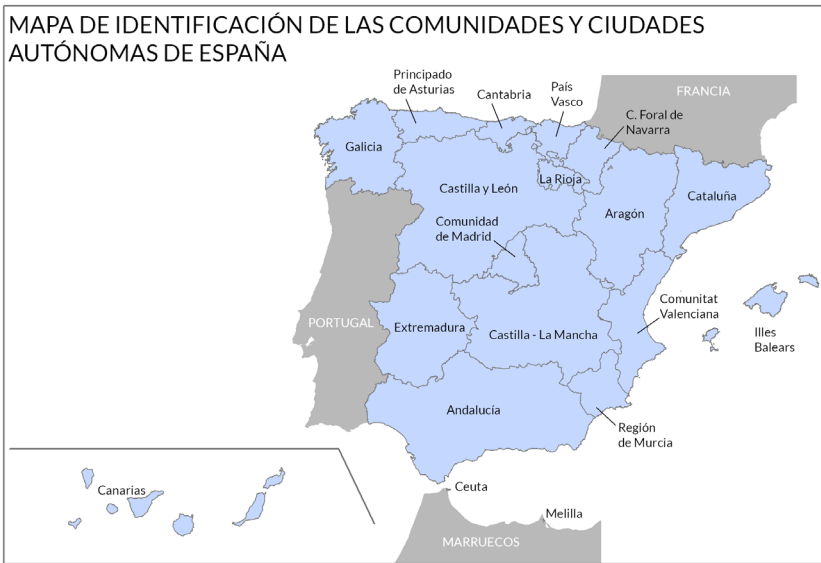 MAPA DE IDENTIFICACIÓN DE LAS COMUNIDADES Y CIUDADES
AUTÓNOMAS DE ESPAÑA
Principado
de Asturias
Cantabria
País
Vasco
FRANCIA
C. Foral de
Navarra
Galicia
La Rioja
Castilla y León
Cataluña
Aragón
Comunidad
de Madrid
Comunitat
Valenciana
PORTUGAL
Extremadura
Castilla - La Mancha
Illes
Balears
Andalucía
Región
de Murcia
Canarias
Ceuta
Melilla
MARRUECOS